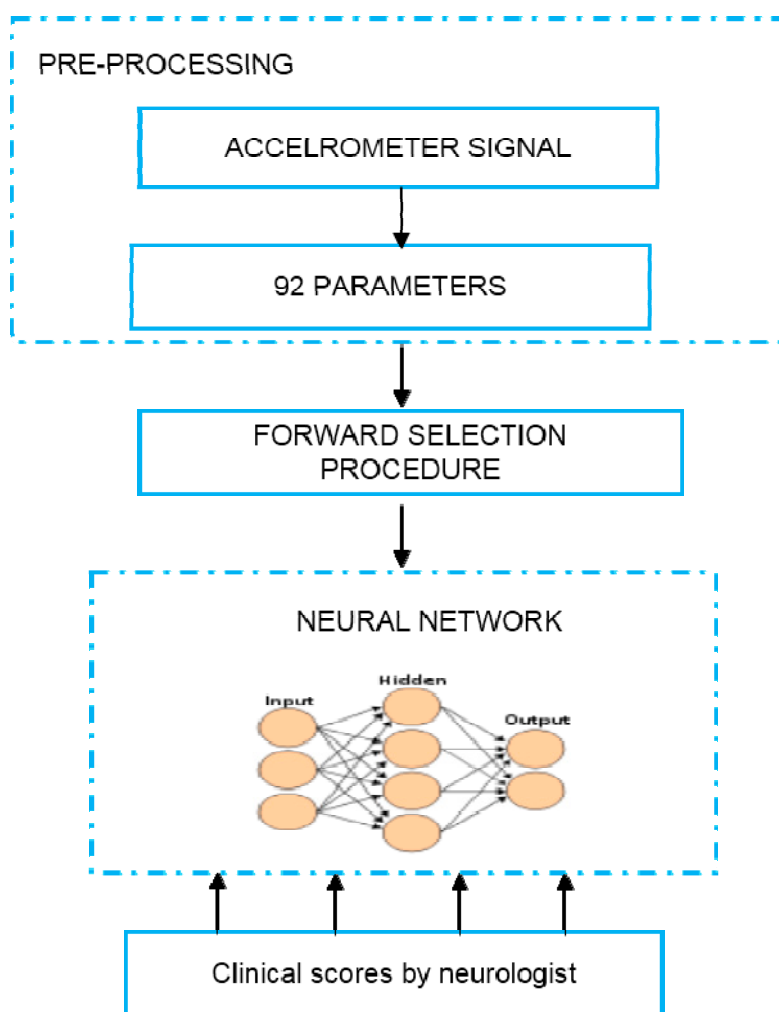 PRE-PROCESSING
ACCELROMETER SIGNAL
92 PARAMETERS
FORWARD SELECTION
PROCEDURE
NEURAL NETWORK
Hidden
Input
Output
Clinical scores by neurologist